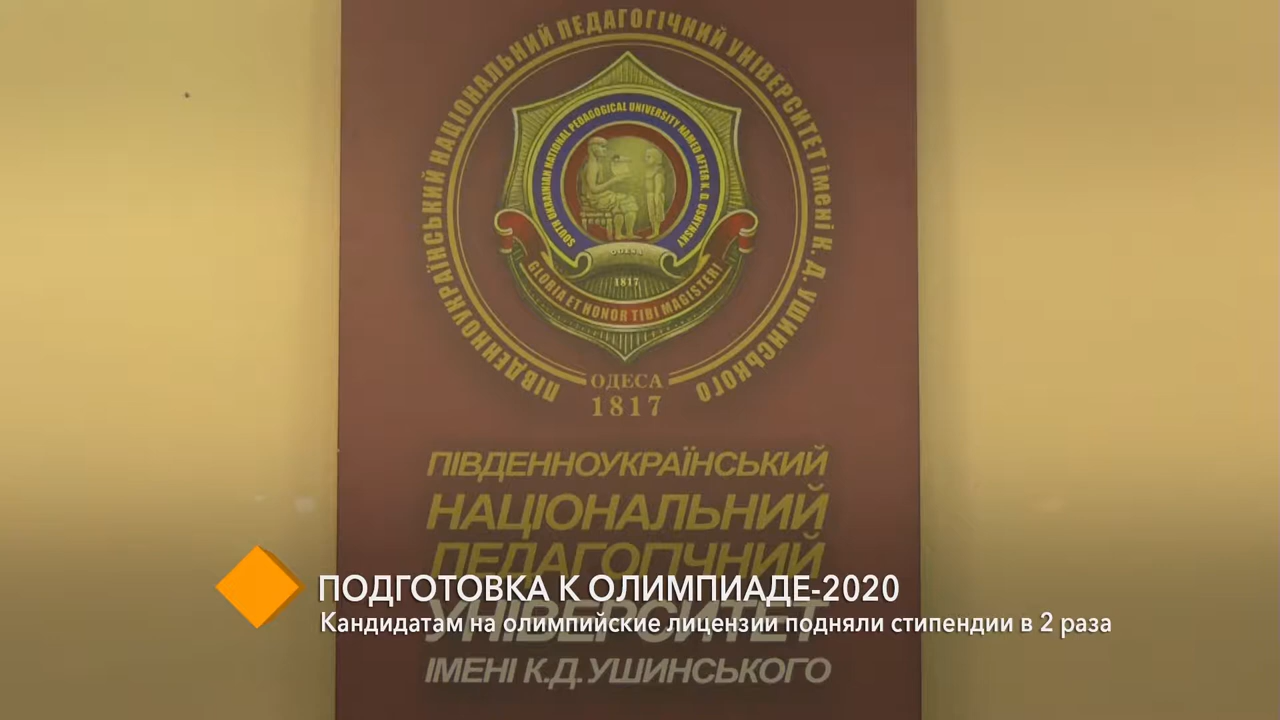 ПІВДЕННОУКРАЇНСЬКИЙ НАЦІОНАЛЬНИЙ ПЕДАГОГІЧНИЙ УНІВЕРСИТЕТ імені К. Д. УШИНСЬКОГО
SOUTH UKRAINIAN NATIONAL PEDAGOGICAL UNIVERSITY NAMED AFTER K. D. USHYNSKY
ODESA
1817
GLORIA ET HONOR TIBI MAGISTERI
ОДЕСА
1817
ПІВДЕННОУКРАЇНСЬКИЙ
НАЦІОНАЛЬНИЙ
ПЕДАГОГІЧНИЙ
ПОДГОТОВКА К ОЛИМПИАДЕ-2020
УНІВЕРСИТЕТ
Кандидатам на олимпийские лицензии подняли стипендии в 2 раза
ІМЕНІ К.Д. УШИНСЬКОГО